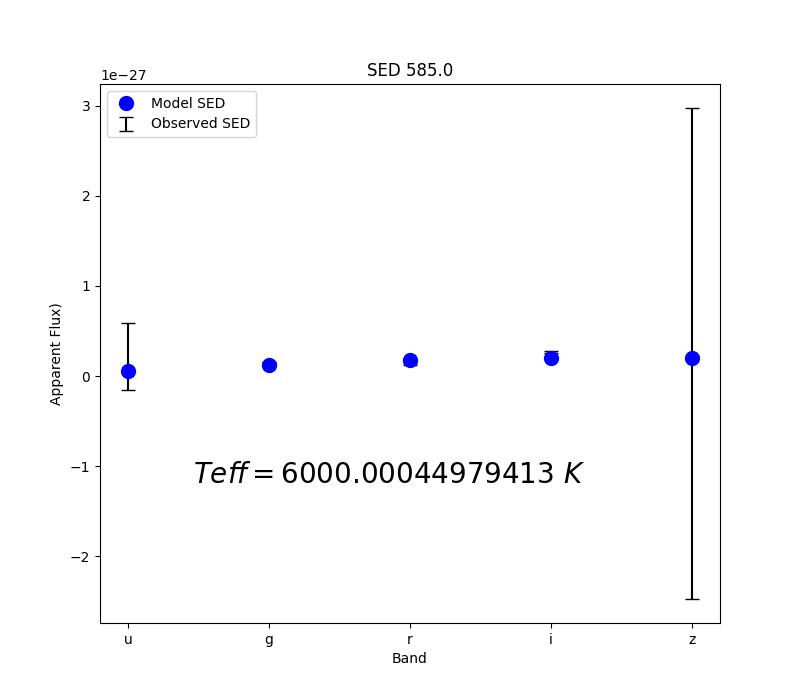 SED 585.0
1e−27
Model SED
Observed SED
3
2
1
0
−1
−2
Apparent Flux)
Teff = 6000.00044979413 K
u g r i z
Band